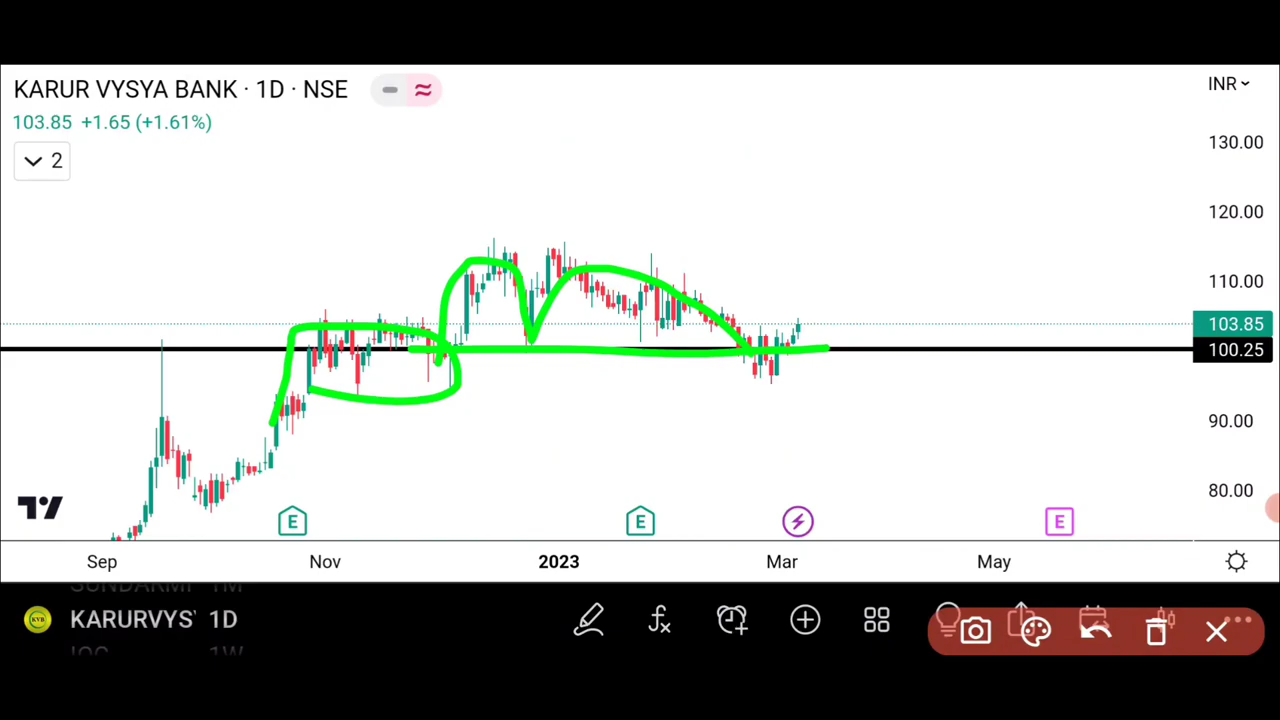 KARUR VYSYA BANK · 1D · NSE
INR
103.85 +1.65 (+1.61%)
2
130.00
120.00
110.00
103.85
100.25
90.00
80.00
E E E
Sep Nov 2023 Mar May
KARURVYS 1D
1W